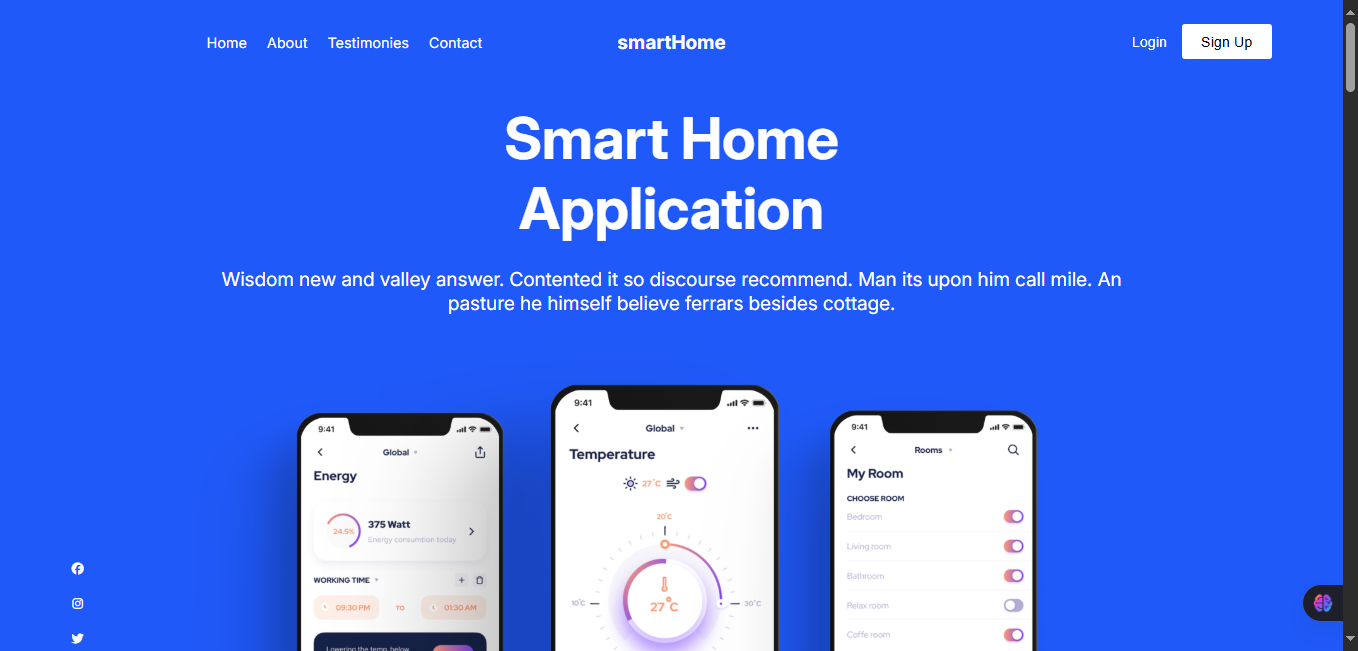 Home About Testimonies Contact smartHome Login Sign Up
Smart Home
Application
Wisdom new and valley answer. Contented it so discourse recommend. Man its upon him call mile. An
pasture he himself believe ferrars besides cottage.
9:41
Global
Energy
24.5%
375 Watt
Energy consumtion today
WORKING TIME
09:30 PM TO 01:30 AM
Lowering the temp. below
9:41
Global
Temperature
27°C
20°C
10°C
27°C
30°C
9:41
Rooms
My Room
CHOOSE ROOM
Bedroom
Living room
Bathroom
Relax room
Coffe room